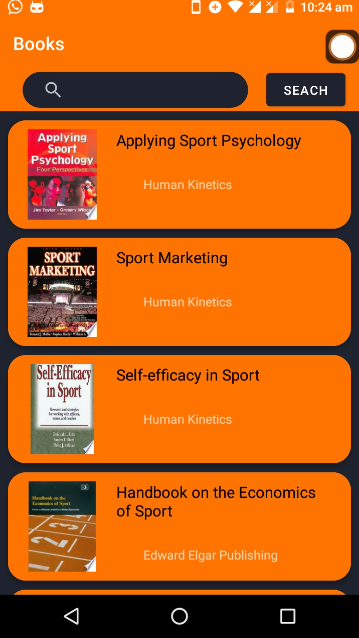 10:24 am
Books
SEACH
Applying
Sport
Psychology
Four Perspectives
Applying Sport Psychology
Human Kinetics
SPORT
MARKETING
Sport Marketing
Human Kinetics
Self-Efficacy
in Sport
Self-efficacy in Sport
Human Kinetics
Handbook on the
Economics of Sport
Handbook on the Economics
of Sport
Edward Elgar Publishing